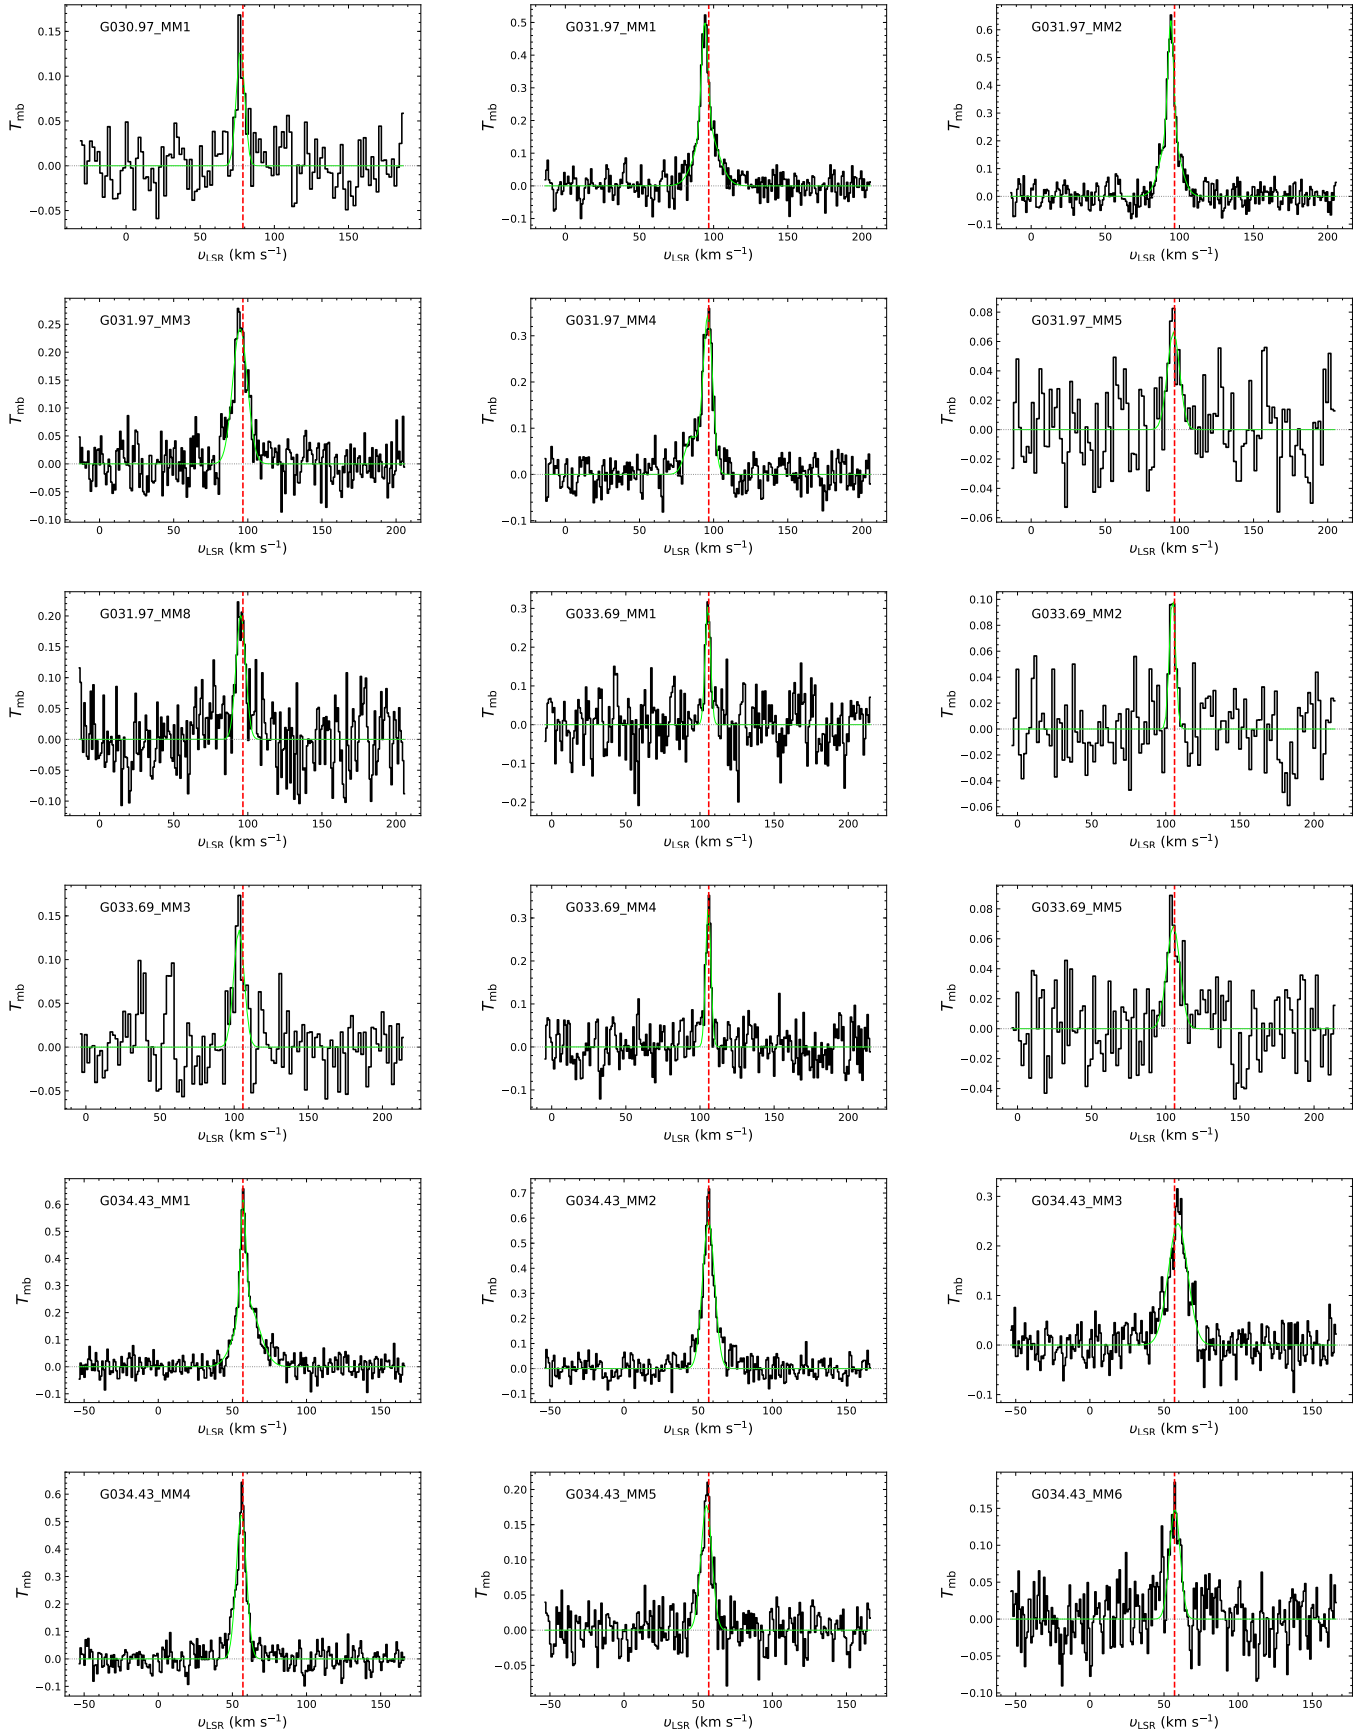 G030.97_MM1
T_mb
0.15
0.10
0.05
0.00
−0.05
0 50 100 150
υ_LSR (km s⁻¹)
G031.97_MM1
T_mb
0.5
0.4
0.3
0.2
0.1
0.0
−0.1
0 50 100 150 200
υ_LSR (km s⁻¹)
G031.97_MM2
T_mb
0.6
0.5
0.4
0.3
0.2
0.1
0.0
−0.1
0 50 100 150 200
υ_LSR (km s⁻¹)
G031.97_MM3
T_mb
0.25
0.20
0.15
0.10
0.05
0.00
−0.05
−0.10
0 50 100 150 200
υ_LSR (km s⁻¹)
G031.97_MM4
T_mb
0.3
0.2
0.1
0.0
−0.1
0 50 100 150 200
υ_LSR (km s⁻¹)
G031.97_MM5
T_mb
0.08
0.06
0.04
0.02
0.00
−0.02
−0.04
−0.06
0 50 100 150 200
υ_LSR (km s⁻¹)
G031.97_MM8
T_mb
0.20
0.15
0.10
0.05
0.00
−0.05
−0.10
0 50 100 150 200
υ_LSR (km s⁻¹)
G033.69_MM1
T_mb
0.3
0.2
0.1
0.0
−0.1
−0.2
0 50 100 150 200
υ_LSR (km s⁻¹)
G033.69_MM2
T_mb
0.10
0.08
0.06
0.04
0.02
0.00
−0.02
−0.04
−0.06
0 50 100 150 200
υ_LSR (km s⁻¹)
G033.69_MM3
T_mb
0.15
0.10
0.05
0.00
−0.05
0 50 100 150 200
υ_LSR (km s⁻¹)
G033.69_MM4
T_mb
0.3
0.2
0.1
0.0
−0.1
0 50 100 150 200
υ_LSR (km s⁻¹)
G033.69_MM5
T_mb
0.08
0.06
0.04
0.02
0.00
−0.02
−0.04
0 50 100 150 200
υ_LSR (km s⁻¹)
G034.43_MM1
T_mb
0.6
0.5
0.4
0.3
0.2
0.1
0.0
−0.1
−50 0 50 100 150
υ_LSR (km s⁻¹)
G034.43_MM2
T_mb
0.7
0.6
0.5
0.4
0.3
0.2
0.1
0.0
−0.1
−50 0 50 100 150
υ_LSR (km s⁻¹)
G034.43_MM3
T_mb
0.3
0.2
0.1
0.0
−0.1
−50 0 50 100 150
υ_LSR (km s⁻¹)
G034.43_MM4
T_mb
0.6
0.5
0.4
0.3
0.2
0.1
0.0
−0.1
−50 0 50 100 150
υ_LSR (km s⁻¹)
G034.43_MM5
T_mb
0.20
0.15
0.10
0.05
0.00
−0.05
−50 0 50 100 150
υ_LSR (km s⁻¹)
G034.43_MM6
T_mb
0.15
0.10
0.05
0.00
−0.05
−0.10
−50 0 50 100 150
υ_LSR (km s⁻¹)